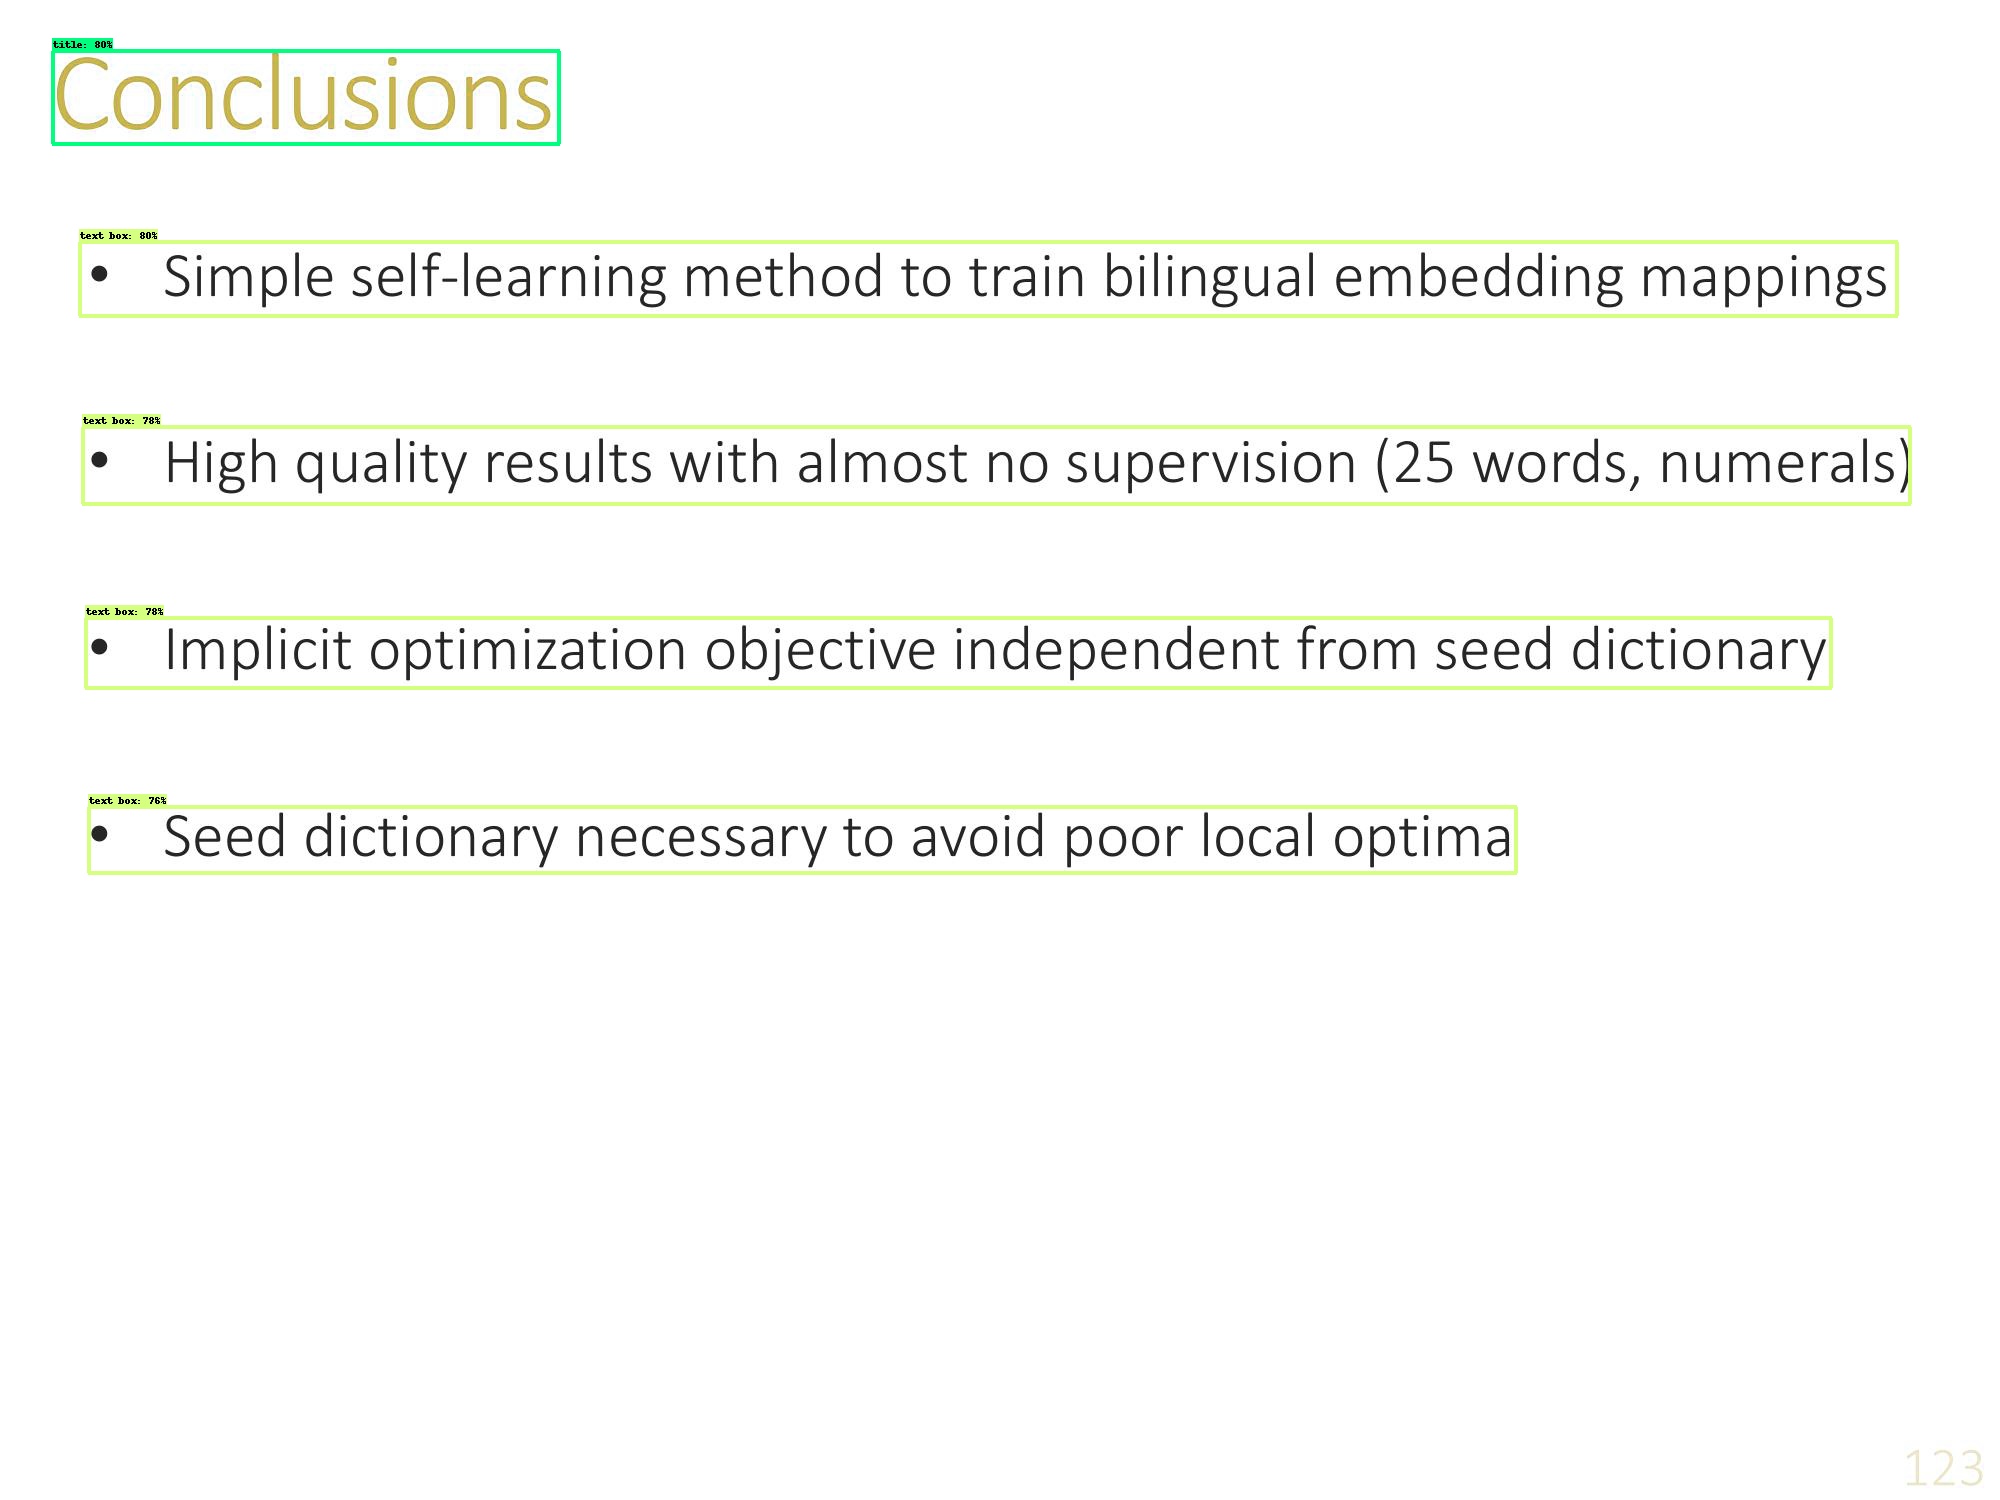 title: 80%
Conclusions
text box: 80%
• Simple self-learning method to train bilingual embedding mappings
text box: 78%
• High quality results with almost no supervision (25 words, numerals)
text box: 78%
• Implicit optimization objective independent from seed dictionary
text box: 76%
• Seed dictionary necessary to avoid poor local optima
123